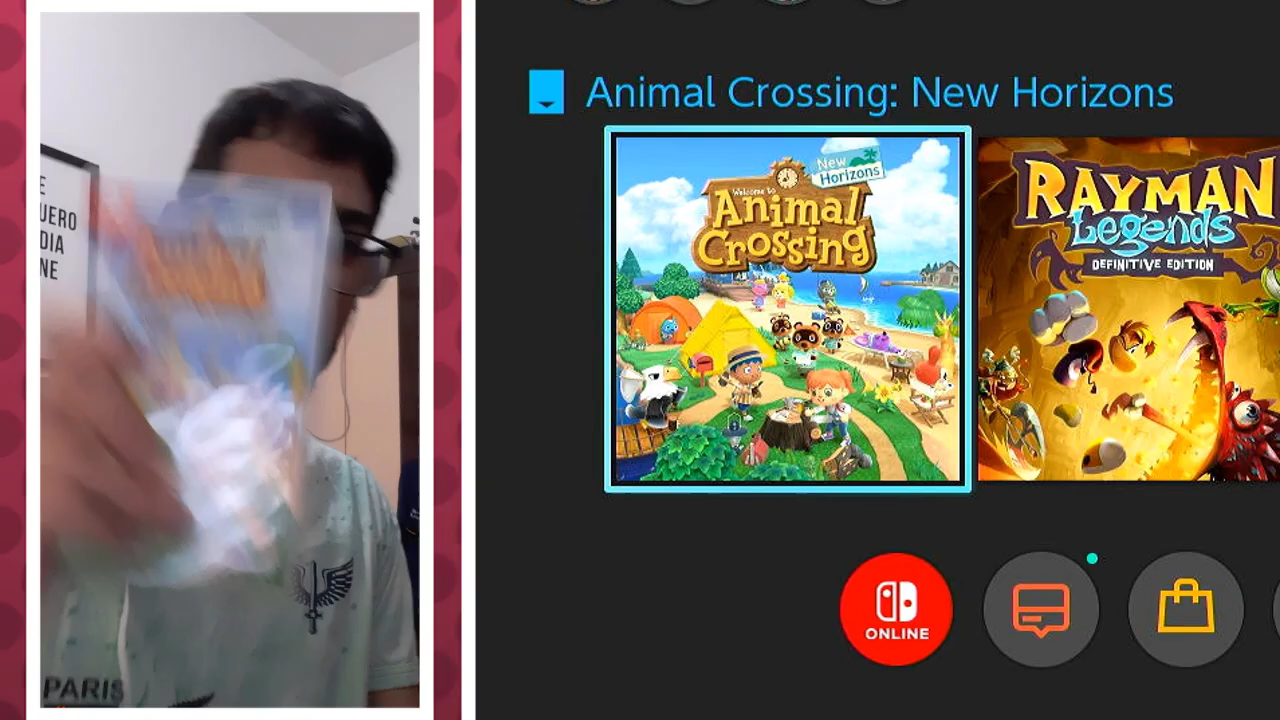 E
UERO
DIA
NE
PARIS
Animal Crossing: New Horizons
New
Horizons
Welcome to
Animal
Crossing
RAYMAN
Legends
DEFINITIVE EDITION
ONLINE